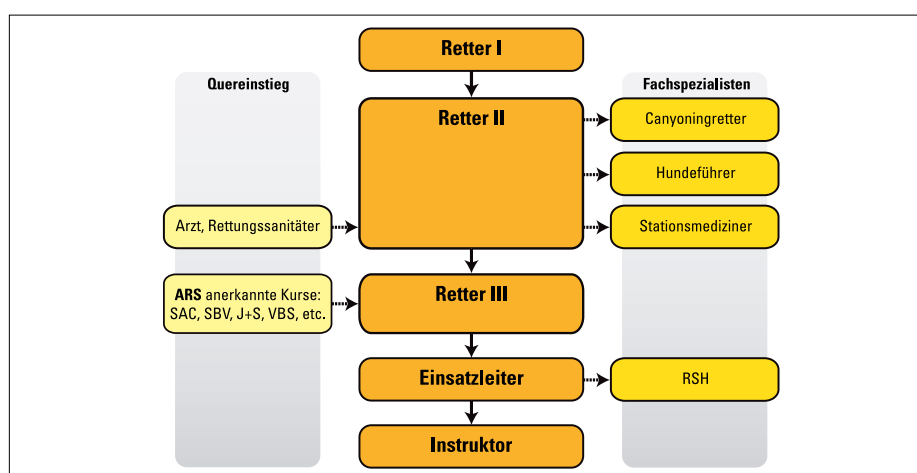 Retter I
Quereinstieg
Fachspezialisten
Retter II
Canyoningretter
Hundeführer
Arzt, Rettungssanitäter
Stationsmediziner
ARS anerkannte Kurse:
SAC, SBV, J+S, VBS, etc.
Retter III
Einsatzleiter
RSH
Instruktor